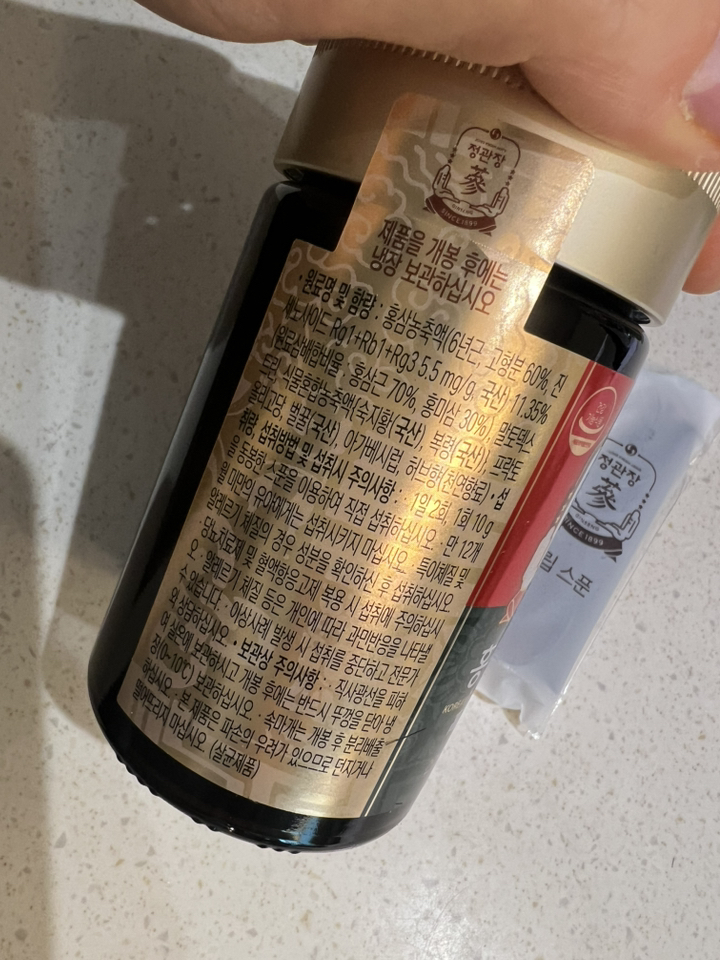 정관장
蔘
SINCE 1899
제품을 개봉 후에는
냉장 보관하십시오
· 원료명 및 함량 : 홍삼농축액(6년근, 고형분 60%, 진
세노사이드 Rg1+Rb1+Rg3 5.5 mg/g, 국산) 11.35%
원료삼배합비율: 홍삼근 70%, 홍미삼 30%), 말토덱스
트린, 식물혼합농축액(숙지황(국산), 복령(국산)), 프락토
올리고당, 벌꿀(국산), 아가베시럽, 허브향(천연향료) · 섭
취량, 섭취방법 및 섭취시 주의사항 : 1일 2회, 1회 10g
을 동봉한 스푼을 이용하여 직접 섭취하십시오. · 만 12개
월 미만의 유아에게는 섭취시키지 마십시오. · 특이체질 및
알레르기 체질의 경우 성분을 확인하신 후 섭취하십시오
· 당뇨치료제 및 혈액항응고제 복용 시 섭취에 주의하십시
오. · 알레르기 체질 등은 개인에 따라 과민반응을 나타낼
수 있습니다. · 이상사례 발생 시 섭취를 중단하고 전문가
와 상담하십시오. · 보관상 주의사항 : 직사광선을 피하
여 실온에 보관하시고 개봉 후에는 반드시 뚜껑을 닫아 냉
장(0~10℃) 보관하십시오. · 속마개는 개봉 후 분리배출
하십시오. · 본 제품은 파손의 우려가 있으므로 던지거나
떨어뜨리지 마십시오. (살균제품)
정관장
蔘
SINCE 1899
스푼